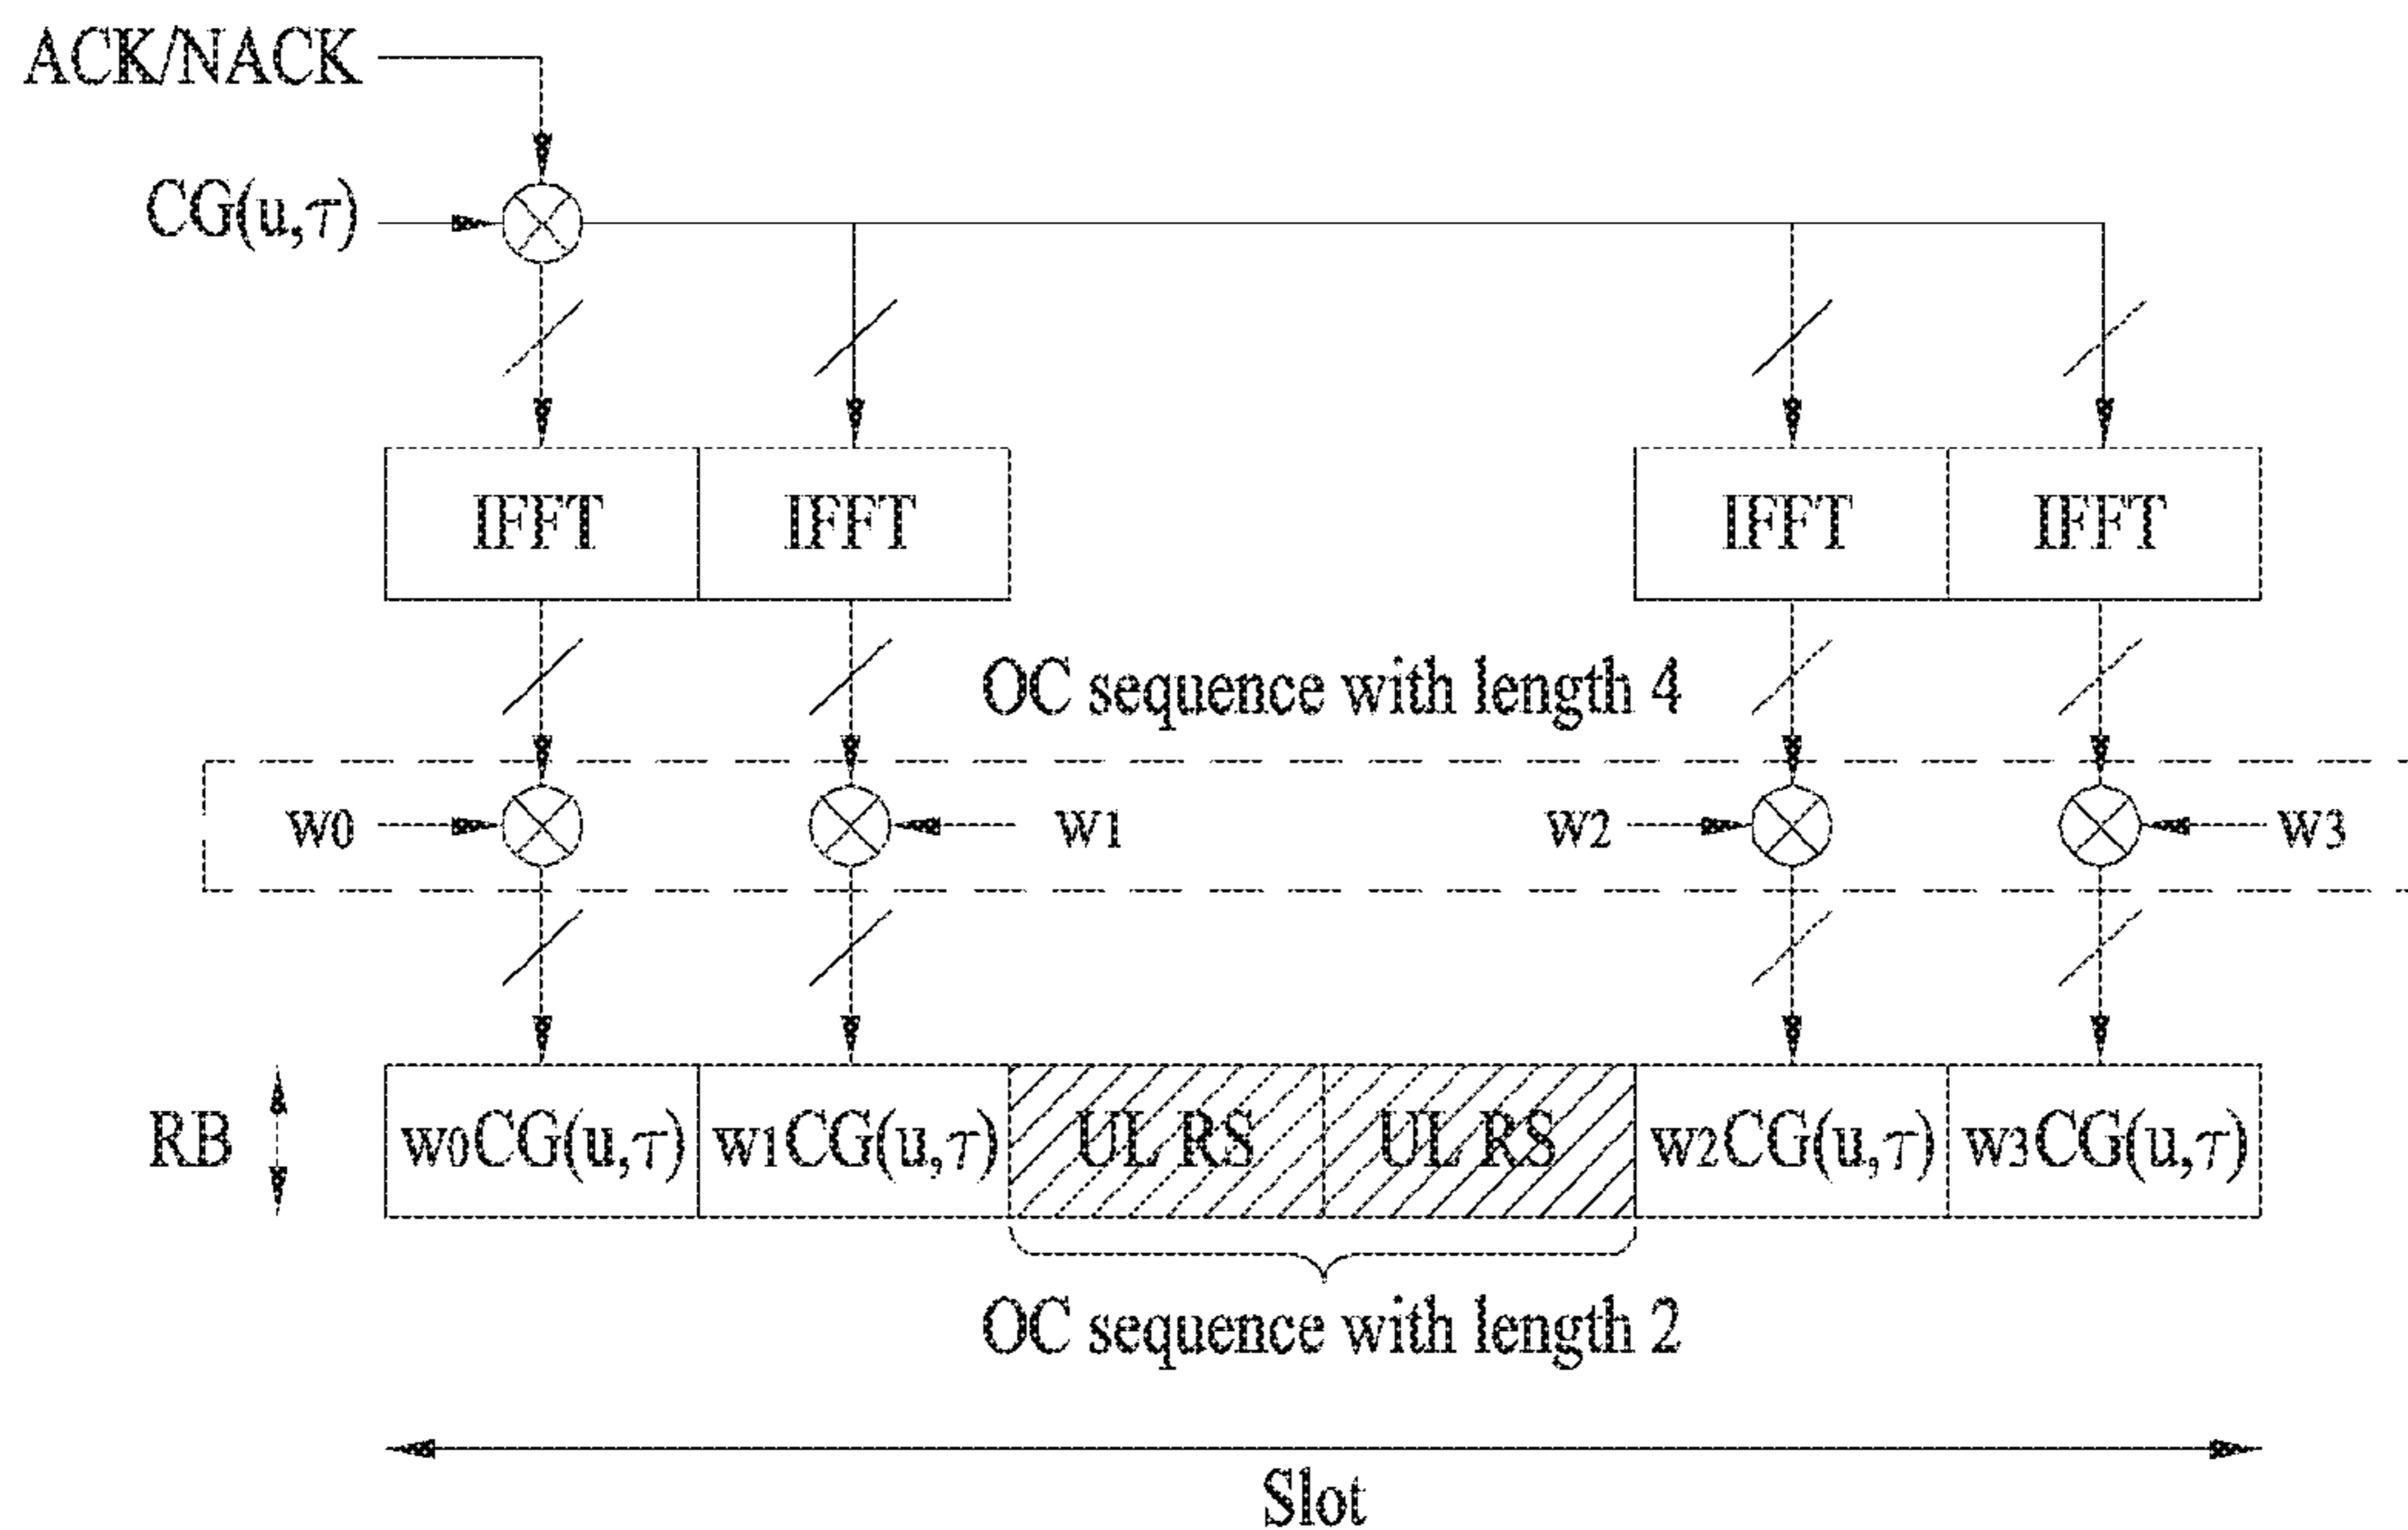 ACK/NACK
CG(u,τ)
IFFT IFFT IFFT IFFT
OC sequence with length 4
w0 w1 w2 w3
RB w0CG(u,τ) w1CG(u,τ) UL RS UL RS w2CG(u,τ) w3CG(u,τ)
OC sequence with length 2
Slot